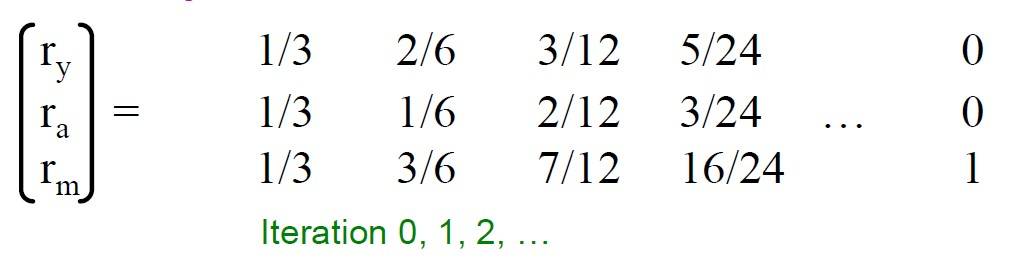 r_y 1/3 2/6 3/12 5/24 0
r_a = 1/3 1/6 2/12 3/24 … 0
r_m 1/3 3/6 7/12 16/24 1
Iteration 0, 1, 2, …